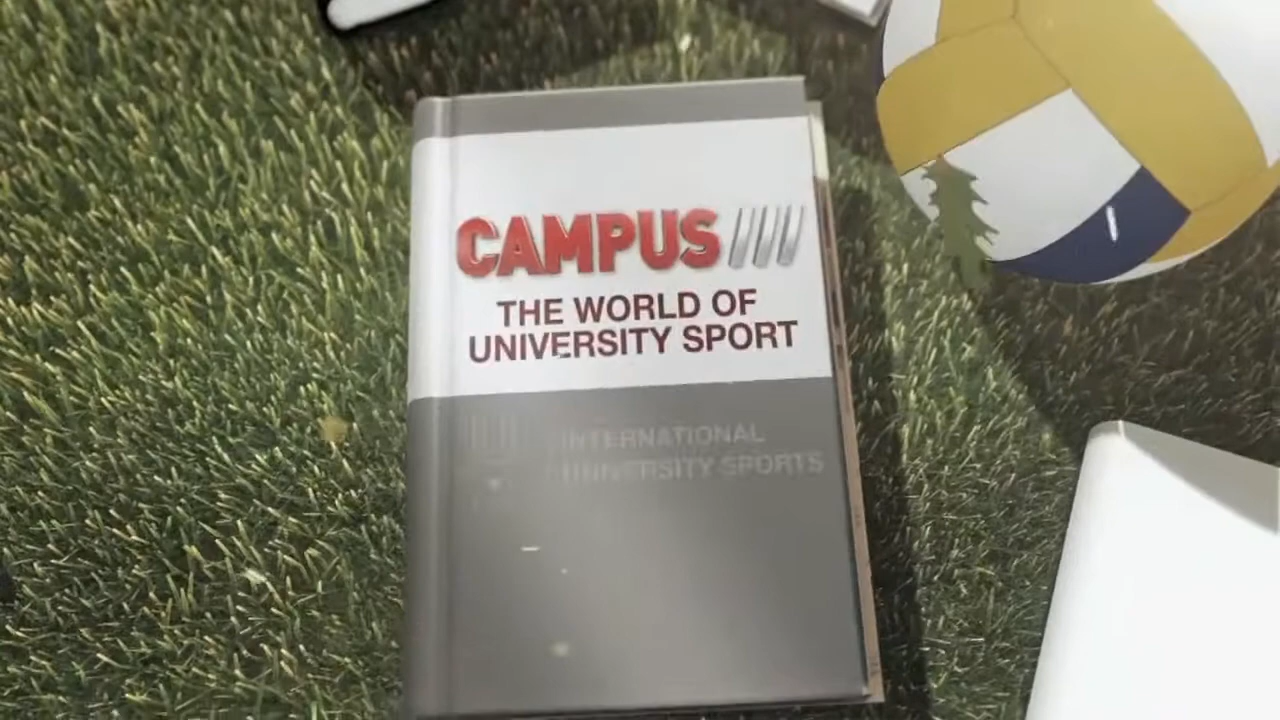 CAMPUS
THE WORLD OF
UNIVERSITY SPORT
INTERNATIONAL
UNIVERSITY SPORTS